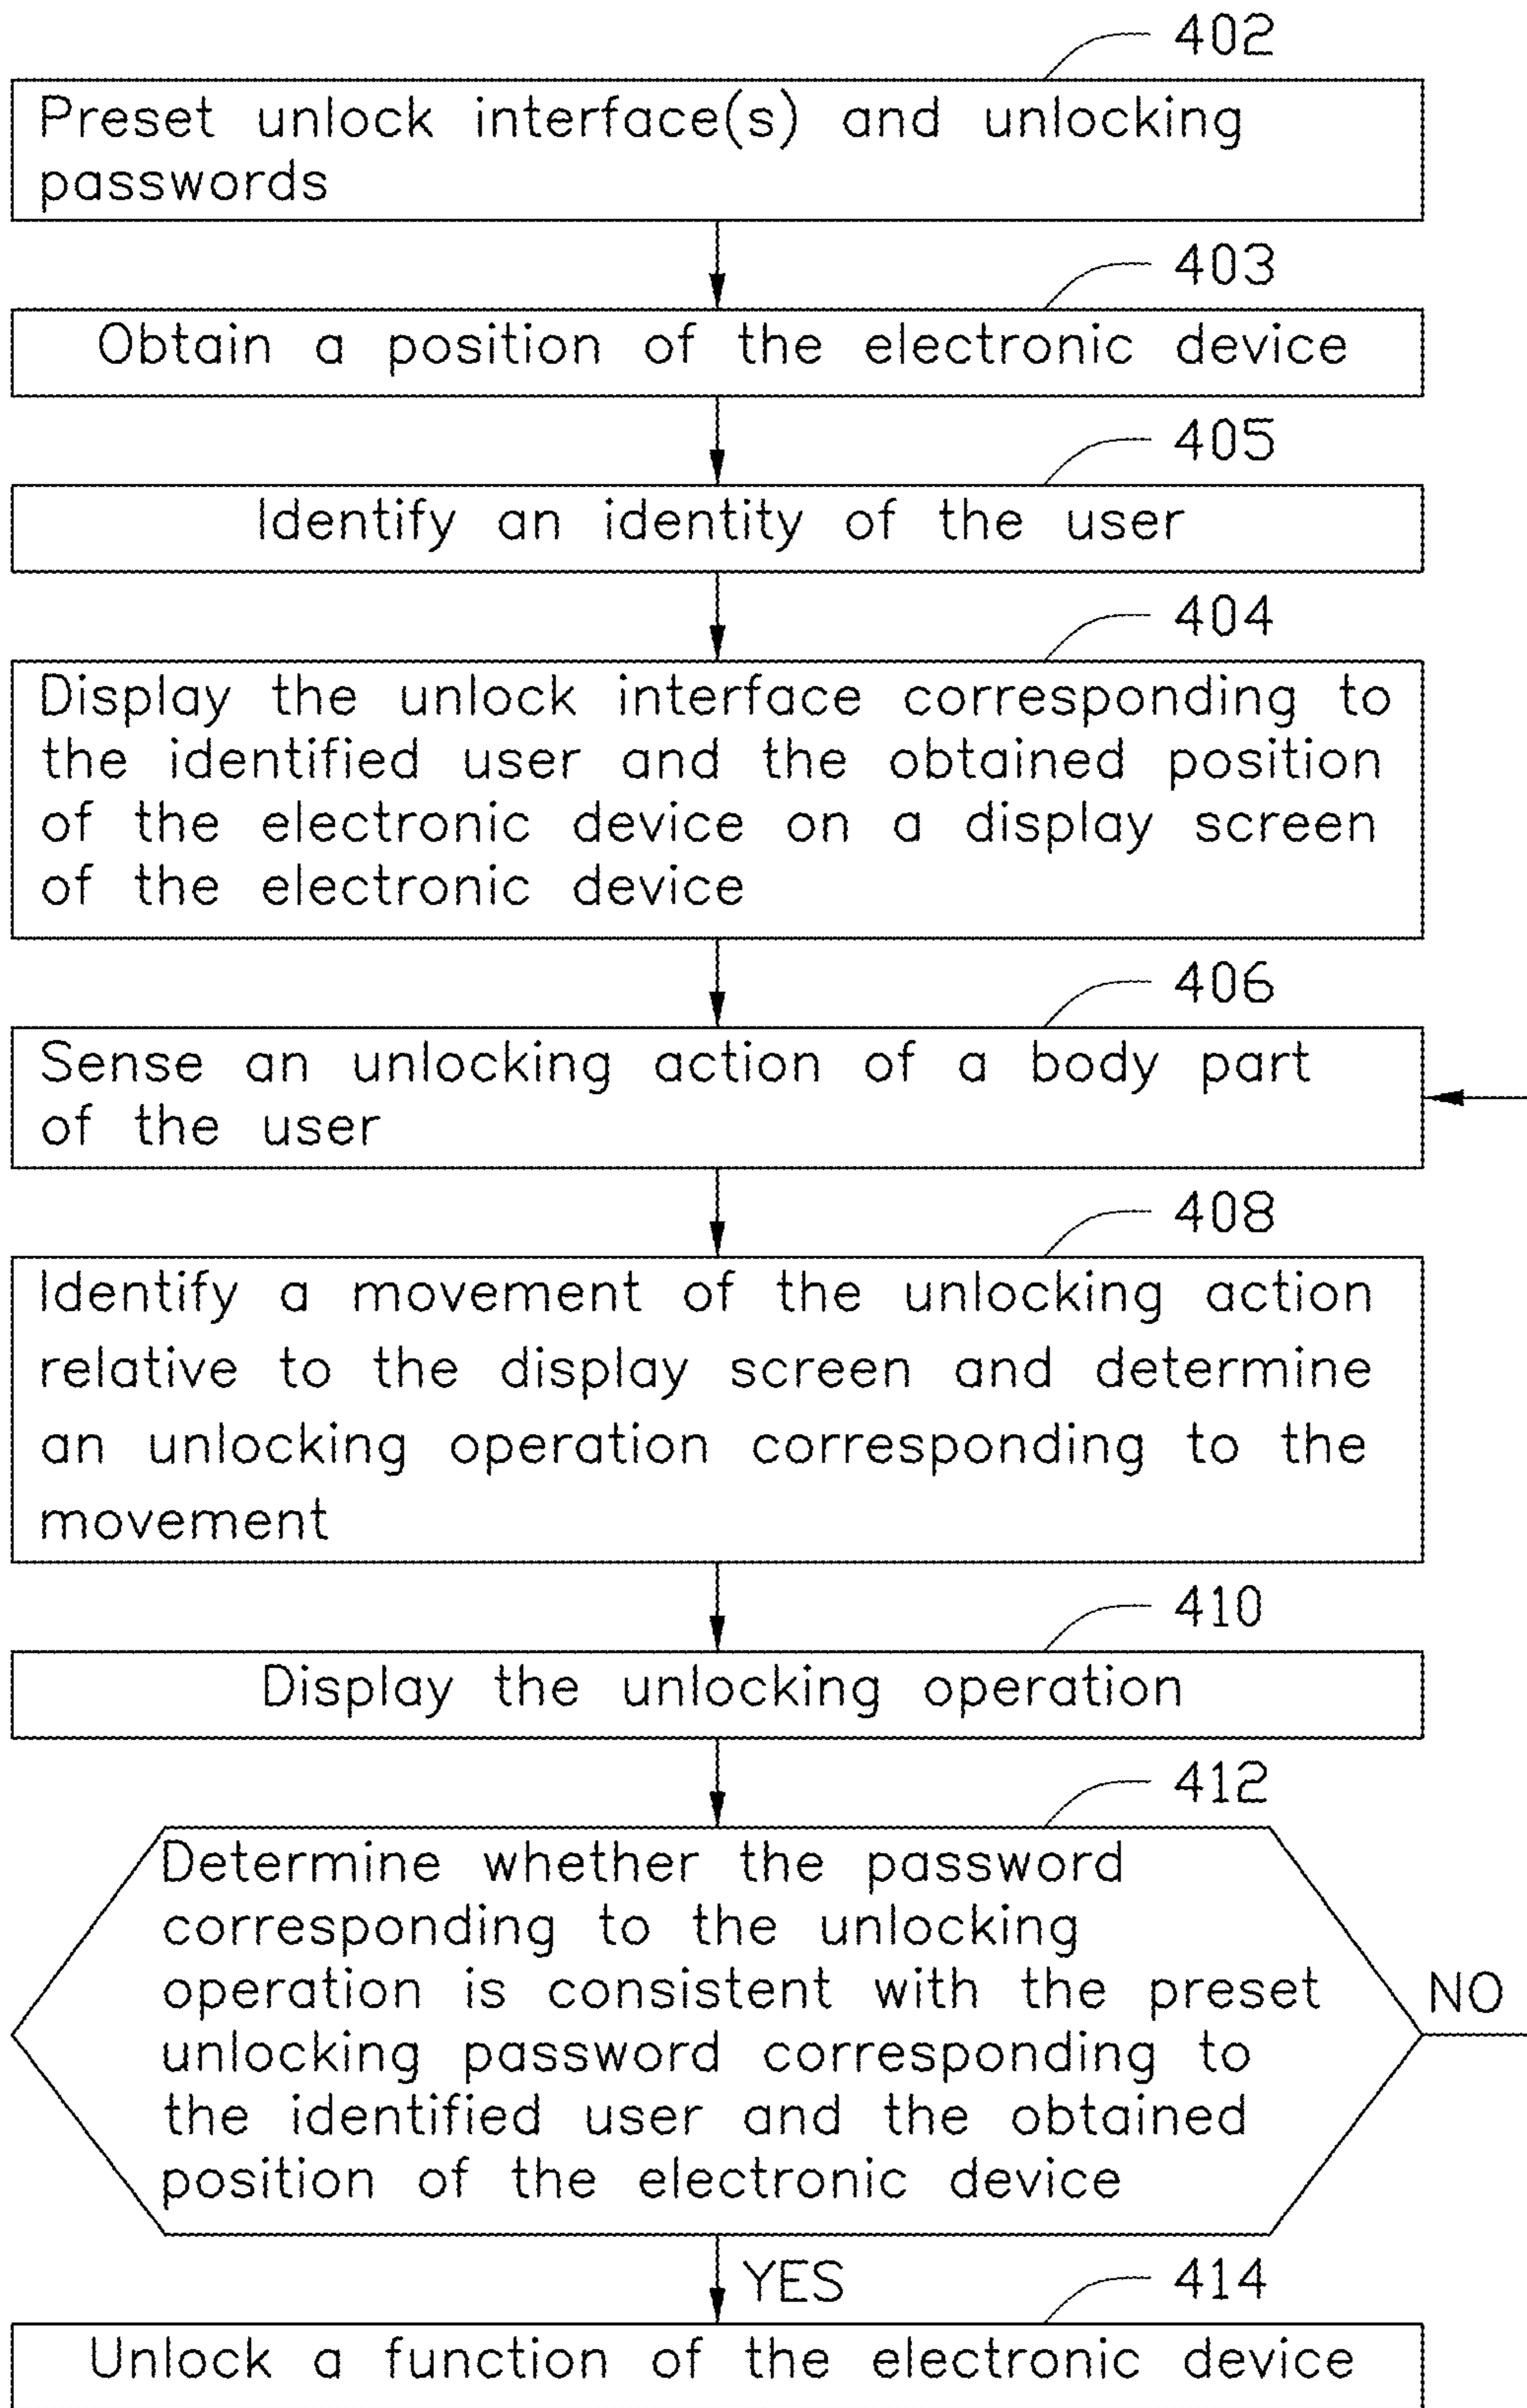 402
Preset unlock interface(s) and unlocking
passwords
403
Obtain a position of the electronic device
405
Identify an identity of the user
404
Display the unlock interface corresponding to
the identified user and the obtained position
of the electronic device on a display screen
of the electronic device
406
Sense an unlocking action of a body part
of the user
408
Identify a movement of the unlocking action
relative to the display screen and determine
an unlocking operation corresponding to the
movement
410
Display the unlocking operation
412
Determine whether the password
corresponding to the unlocking
operation is consistent with the preset
unlocking password corresponding to
the identified user and the obtained
position of the electronic device
NO
YES
414
Unlock a function of the electronic device